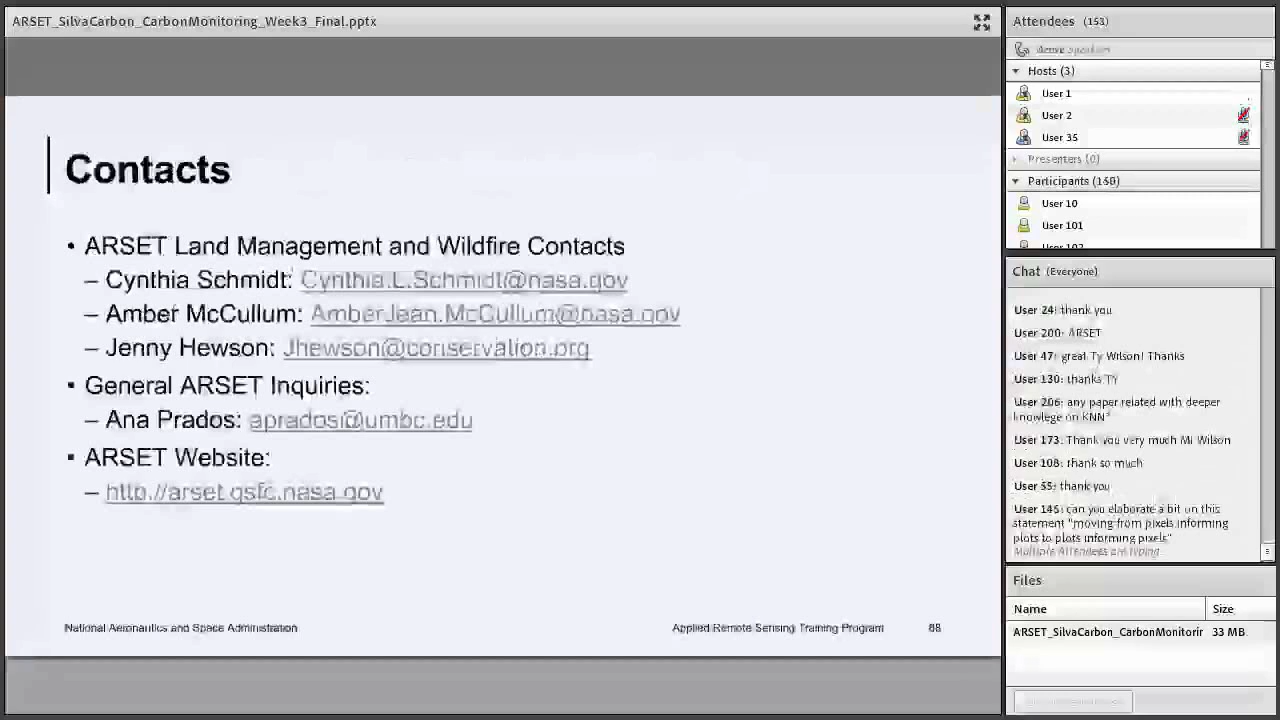 ARSET_SilvaCarbon_CarbonMonitoring_Week3_Final.pptx
Contacts
• ARSET Land Management and Wildfire Contacts
– Cynthia Schmidt: Cynthia.L.Schmidt@nasa.gov
– Amber McCullum: AmberJean.McCullum@nasa.gov
– Jenny Hewson: Jhewson@conservation.org
• General ARSET Inquiries:
– Ana Prados: aprados@umbc.edu
• ARSET Website:
– http://arset.gsfc.nasa.gov
National Aeronautics and Space Administration
Applied Remote Sensing Training Program
68
Attendees (153)
Active Speakers
Hosts (3)
User 1
User 2
User 35
Presenters (0)
Participants (150)
User 10
User 101
User 102
Chat (Everyone)
User 24: thank you
User 200: ARSET
User 47: great Ty Wilson! Thanks
User 130: thanks TY
User 206: any paper related with deeper
knowlege on KNN?
User 173: Thank you very much Mr Wilson
User 108: thank so much
User 55: thank you
User 145: can you elaborate a bit on this
statement "moving from pixels informing
plots to plots informing pixels"
Multiple Attendees are typing
Files
Name Size
ARSET_SilvaCarbon_CarbonMonitorir 33 MB